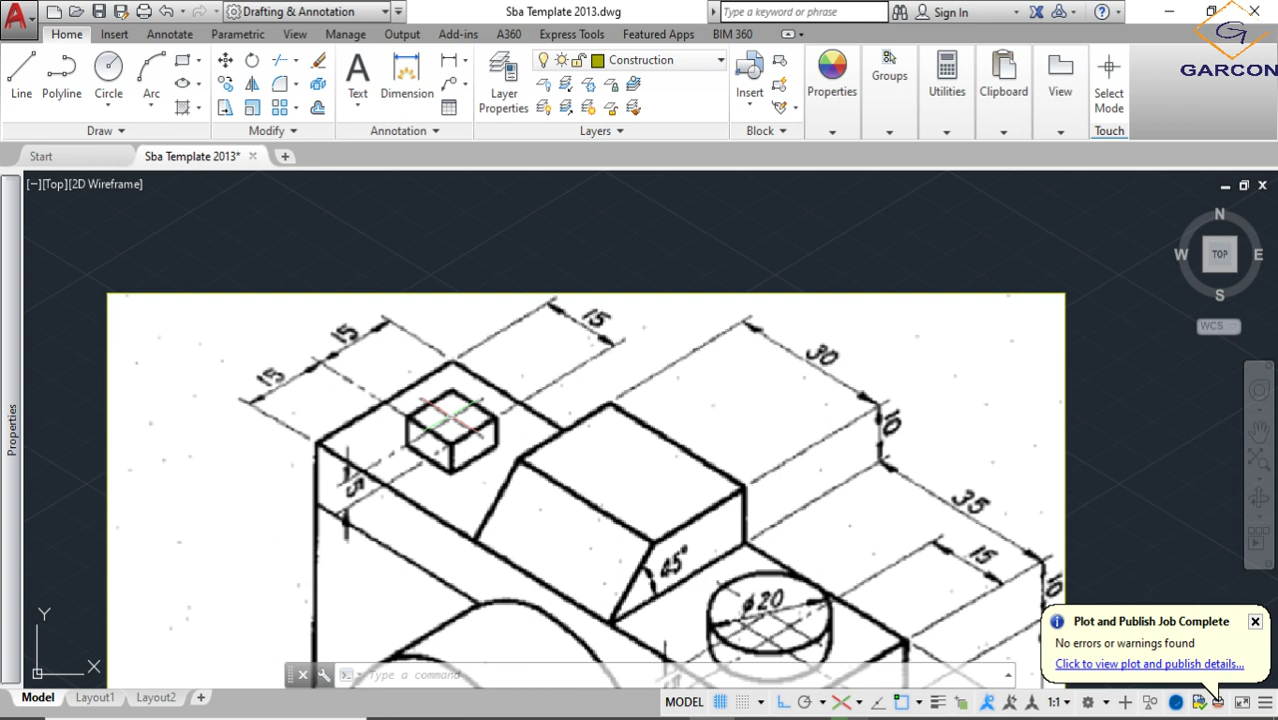 A
Drafting & Annotation
Sba Template 2013.dwg
Type a keyword or phrase
Sign In
G
GARCON
Home Insert Annotate Parametric View Manage Output Add-ins A360 Express Tools Featured Apps BIM 360
Construction
Line Polyline Circle Arc
Text Dimension
Layer Properties
Insert
Properties Groups Utilities Clipboard View Select Mode
Draw Modify Annotation Layers Block Touch
Start Sba Template 2013*
[−][Top][2D Wireframe]
N
W TOP E
S
WCS
Properties
15
15
15
30
10
5
35
15
45°
φ20
10
Y
X
Type a command
Plot and Publish Job Complete
No errors or warnings found
Click to view plot and publish details...
Model Layout1 Layout2
MODEL 1:1